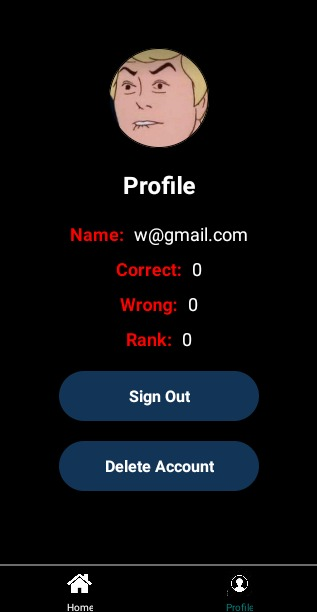 Profile
Name: w@gmail.com
Correct: 0
Wrong: 0
Rank: 0
Sign Out
Delete Account
Home Profile